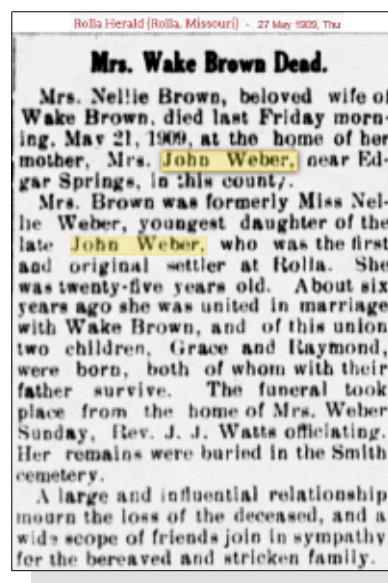 Rolla Herald (Rolla, Missouri) - 27 May 1909, Thu
Mrs. Wake Brown Dead.
Mrs. Nellie Brown, beloved wife of
Wake Brown, died last Friday morn-
ing, May 21, 1909, at the home of her
mother, Mrs. John Weber, near Ed-
gar Springs, in this county.
Mrs. Brown was formerly Miss Nel-
lie Weber, youngest daughter of the
late John Weber, who was the first
and original settler at Rolla. She
was twenty-five years old. About six
years ago she was united in marriage
with Wake Brown, and of this union
two children, Grace and Raymond,
were born, both of whom with their
father survive. The funeral took
place from the home of Mrs. Weber
Sunday, Rev. J. J. Watts officiating.
Her remains were buried in the Smith
cemetery.
A large and influential relationship
mourn the loss of the deceased, and a
wide scope of friends join in sympathy
for the bereaved and stricken family.